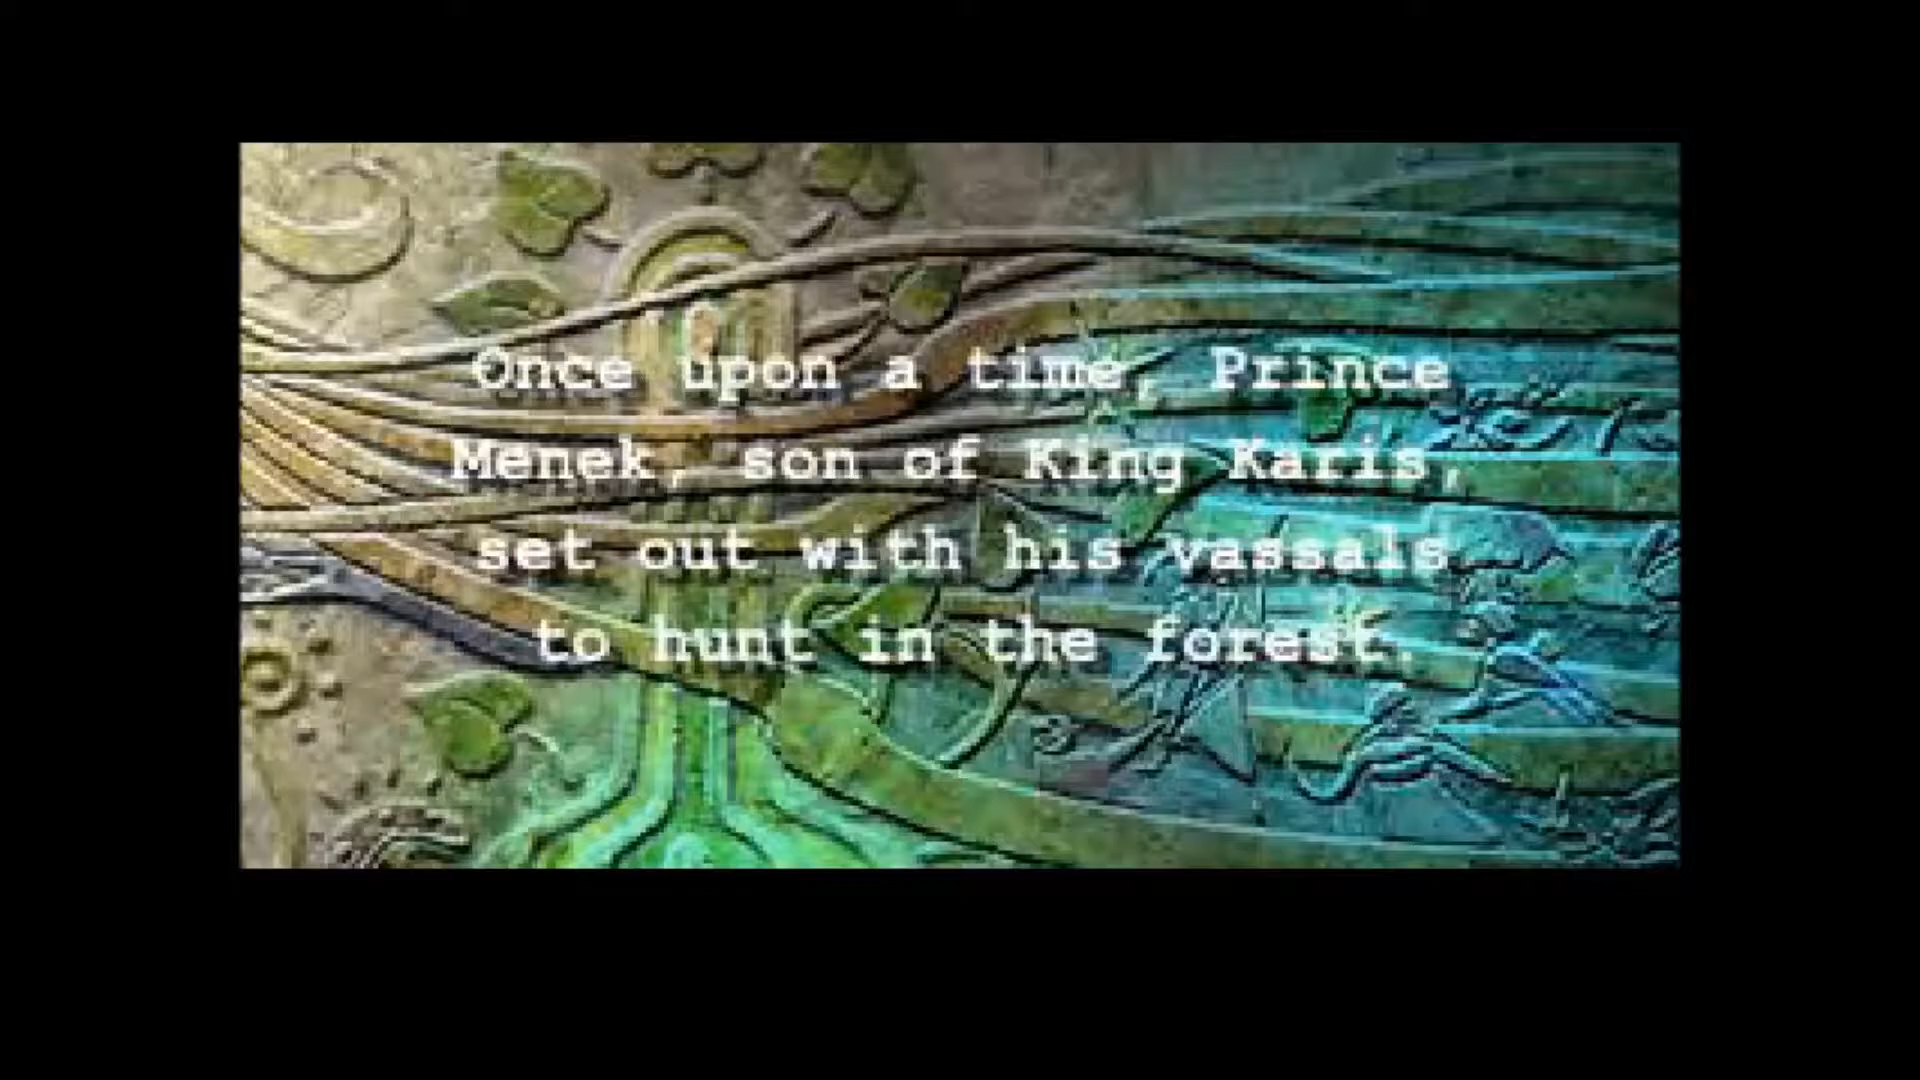 Once upon a time, Prince
Menek, son of King Karis,
set out with his vassals
to hunt in the forest.